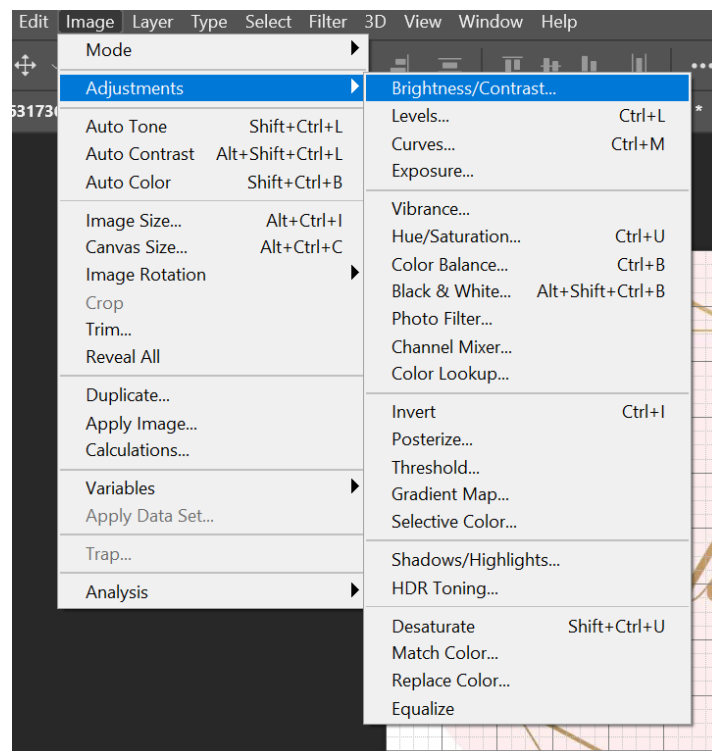 Edit Image Layer Type Select Filter 3D View Window Help
Mode
Adjustments
Auto Tone Shift+Ctrl+L
Auto Contrast Alt+Shift+Ctrl+L
Auto Color Shift+Ctrl+B
Image Size... Alt+Ctrl+I
Canvas Size... Alt+Ctrl+C
Image Rotation
Crop
Trim...
Reveal All
Duplicate...
Apply Image...
Calculations...
Variables
Apply Data Set...
Trap...
Analysis
Brightness/Contrast...
Levels... Ctrl+L
Curves... Ctrl+M
Exposure...
Vibrance...
Hue/Saturation... Ctrl+U
Color Balance... Ctrl+B
Black & White... Alt+Shift+Ctrl+B
Photo Filter...
Channel Mixer...
Color Lookup...
Invert Ctrl+I
Posterize...
Threshold...
Gradient Map...
Selective Color...
Shadows/Highlights...
HDR Toning...
Desaturate Shift+Ctrl+U
Match Color...
Replace Color...
Equalize